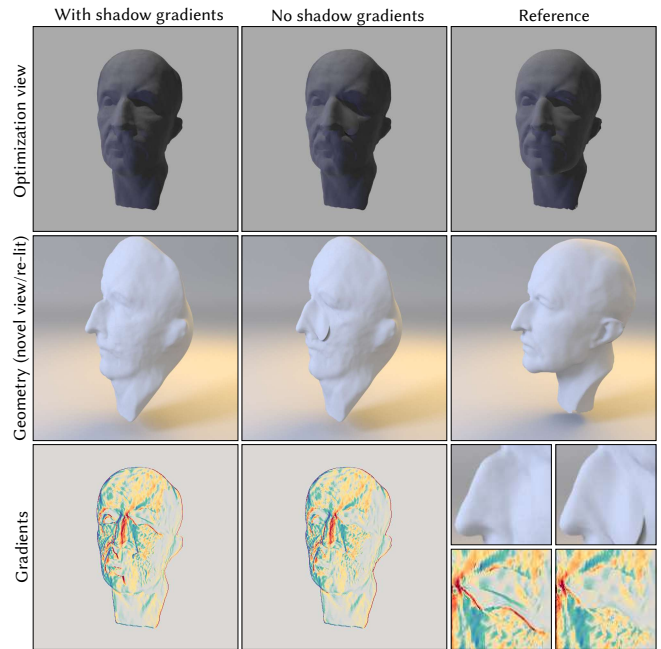 With shadow gradients
No shadow gradients
Reference
Optimization view
Geometry (novel view/re-lit)
Gradients